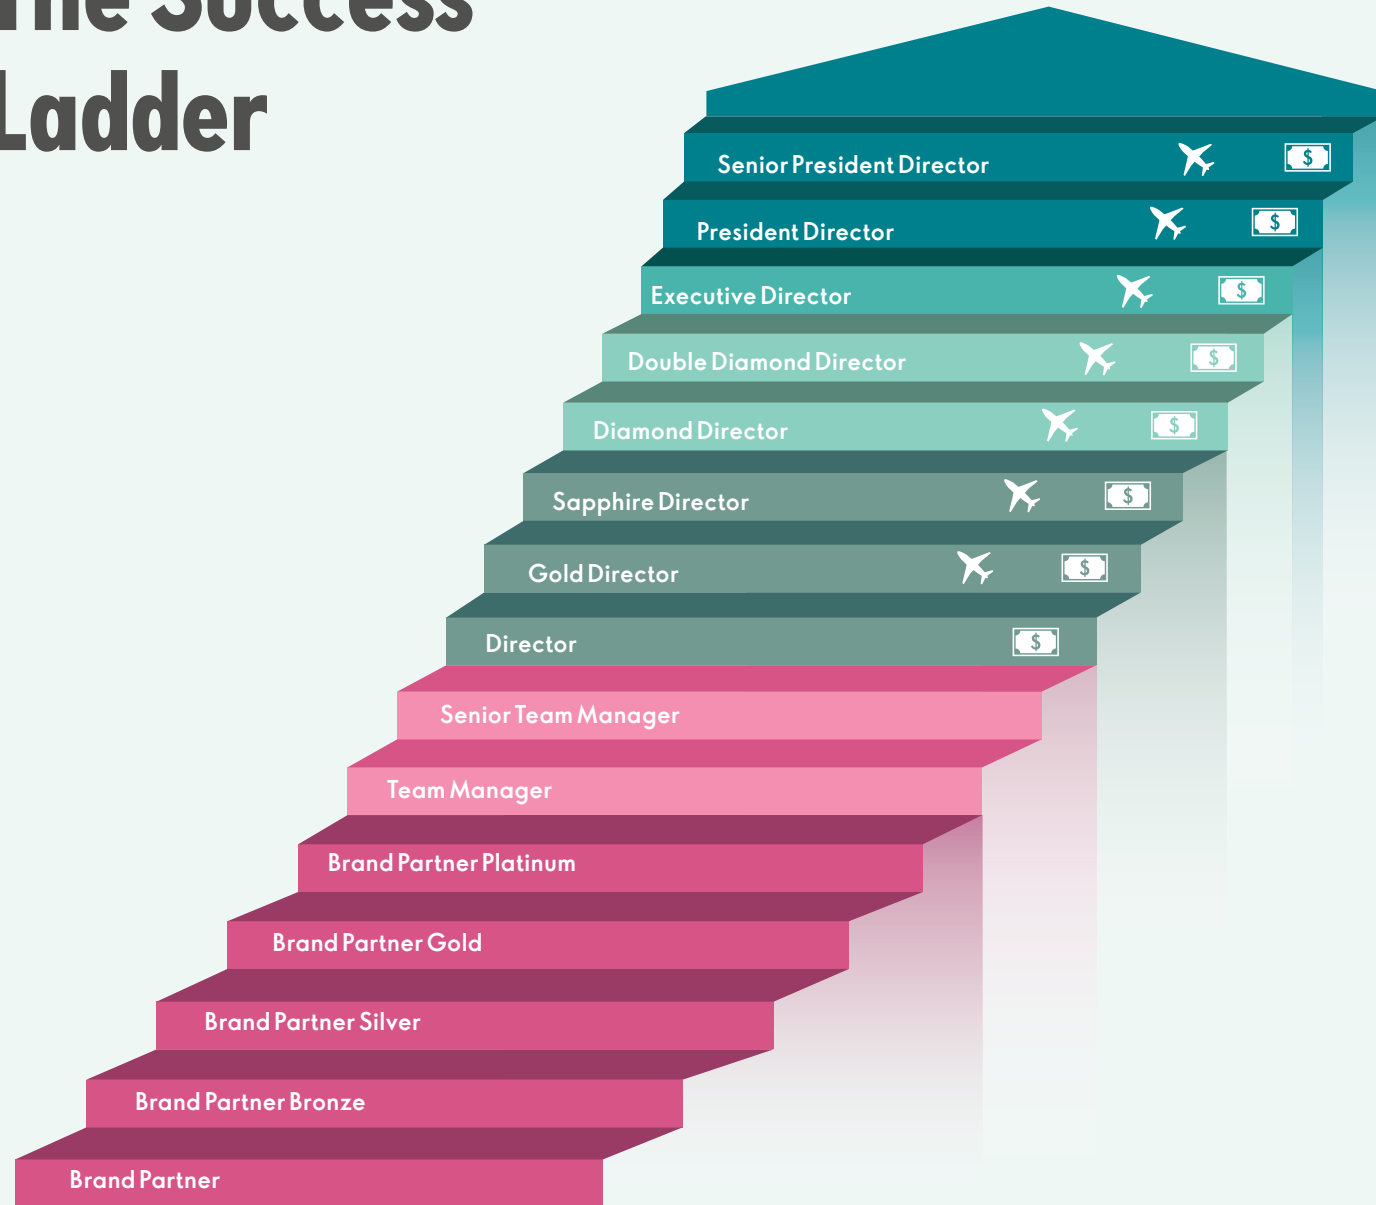 The Success
Ladder
Senior President Director
$
President Director
$
Executive Director
$
Double Diamond Director
$
Diamond Director
$
Sapphire Director
$
Gold Director
$
Director
$
Senior Team Manager
Team Manager
Brand Partner Platinum
Brand Partner Gold
Brand Partner Silver
Brand Partner Bronze
Brand Partner